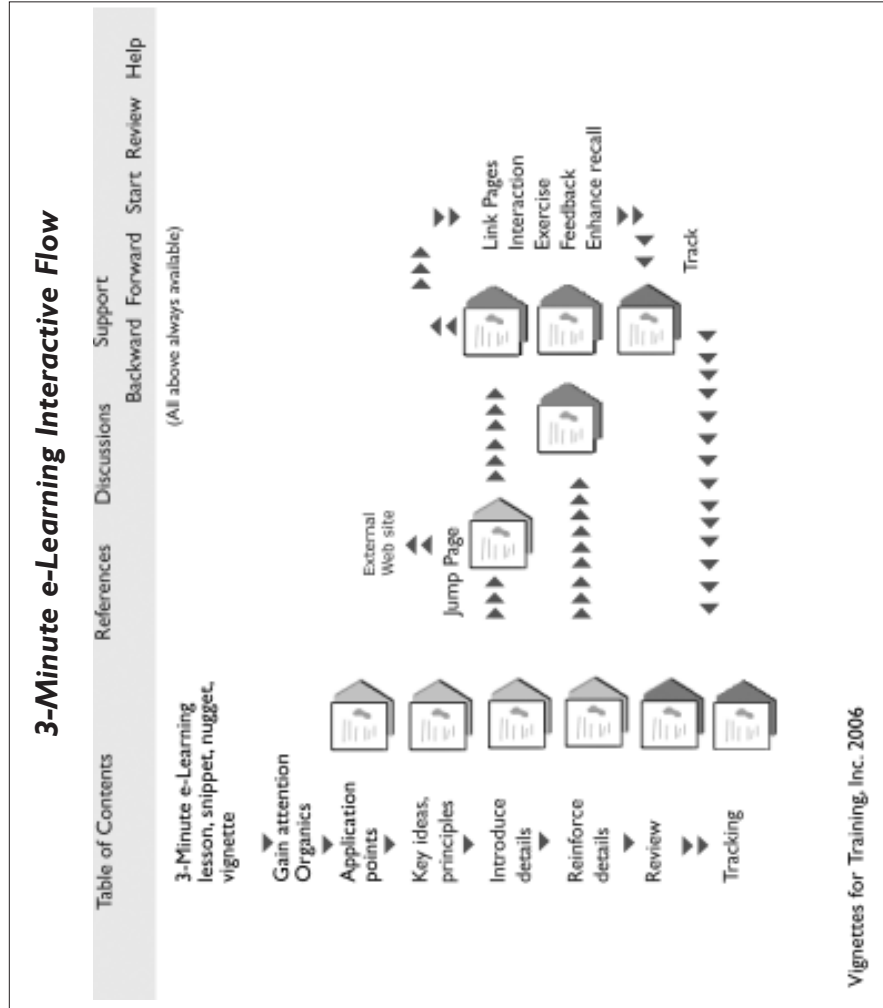 3-Minute e-Learning Interactive Flow
Table of Contents References Discussions Support
Backward Forward Start Review Help
(All above always available)
3-Minute e-Learning
lesson, snippet, nugget,
vignette
Gain attention
Organics
Application
points
Key ideas,
principles
Introduce
details
Reinforce
details
Review
Tracking
External
Web site
Jump Page
Link Pages
Interaction
Exercise
Feedback
Enhance recall
Track
Vignettes for Training, Inc. 2006